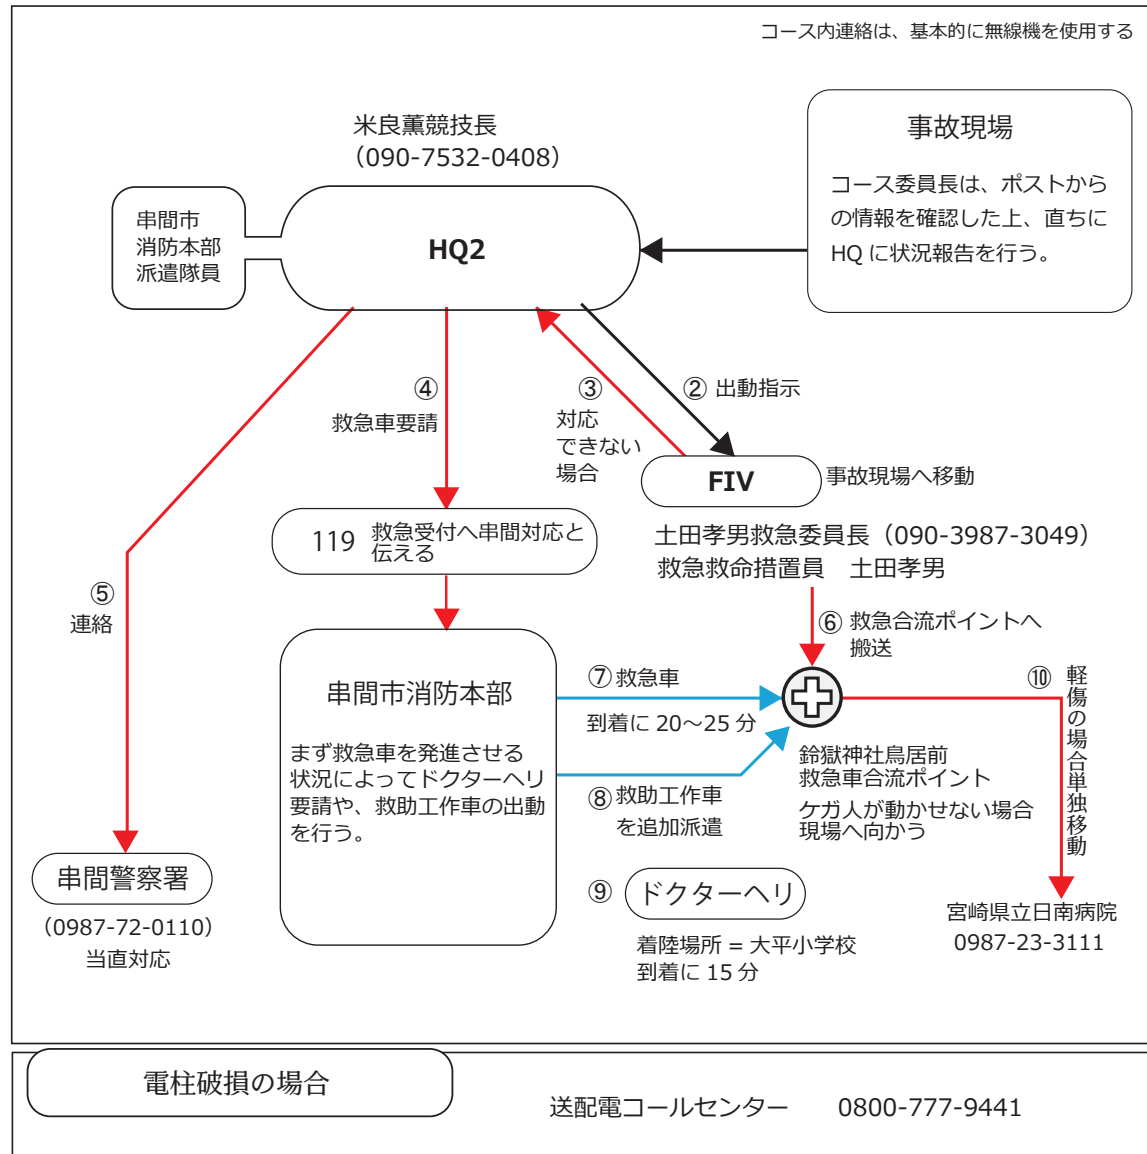 コース内連絡は、基本的に無線機を使用する
米良薫競技長
（090-7532-0408）
事故現場
コース委員長は、ポストから
の情報を確認した上、直ちに
HQ に状況報告を行う。
串間市
消防本部
派遣隊員
HQ2
④
救急車要請
③
対応
できない
場合
② 出動指示
FIV
事故現場へ移動
土田孝男救急委員長（090-3987-3049）
救急救命措置員　土田孝男
119 救急受付へ串間対応と
伝える
⑤
連絡
⑥ 救急合流ポイントへ
搬送
串間市消防本部
まず救急車を発進させる
状況によってドクターヘリ
要請や、救助工作車の出動
を行う。
⑦ 救急車
到着に 20～25 分
⑧ 救助工作車
を追加派遣
鈴嶽神社鳥居前
救急車合流ポイント
ケガ人が動かせない場合
現場へ向かう
⑩ 軽傷の場合単独移動
串間警察署
（0987-72-0110）
当直対応
⑨ ドクターヘリ
着陸場所 = 大平小学校
到着に 15 分
宮崎県立日南病院
0987-23-3111
電柱破損の場合
送配電コールセンター　0800-777-9441